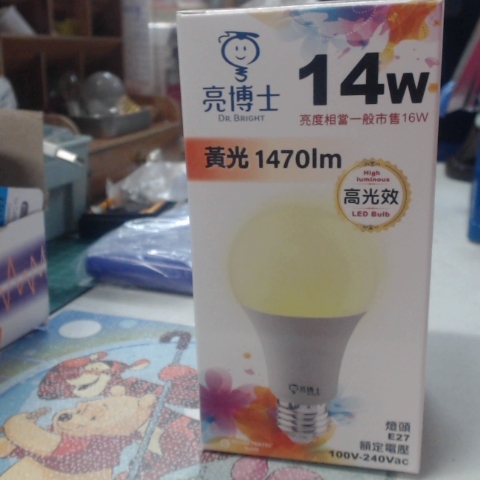 亮博士
DR. BRIGHT
14W
亮度相當一般市售16W
黃光 1470lm
High
luminous
高光效
LED Bulb
亮博士
燈頭
E27
額定電壓
100V-240Vac